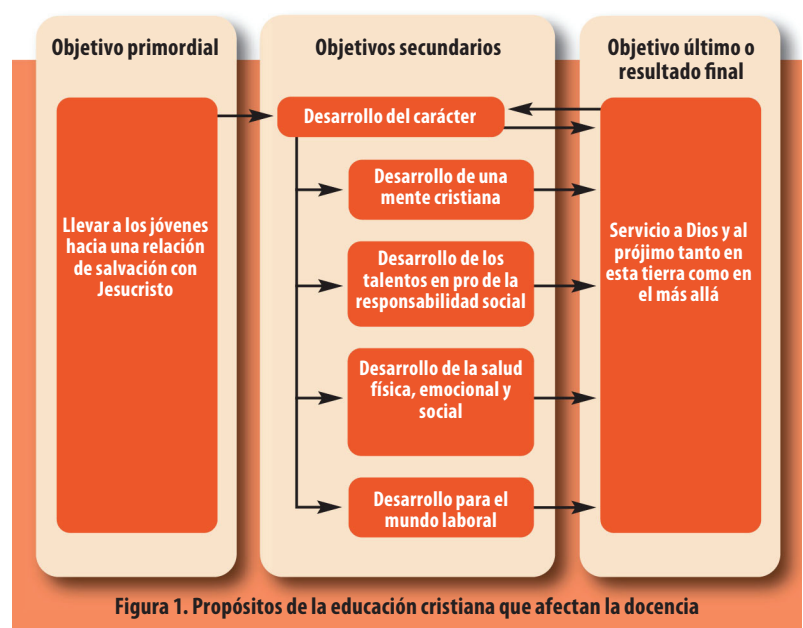 Objetivo primordial
Llevar a los jóvenes
hacia una relación
de salvación con
Jesucristo
Objetivos secundarios
Desarrollo del carácter
Desarrollo de una
mente cristiana
Desarrollo de los
talentos en pro de la
responsabilidad social
Desarrollo de la salud
física, emocional y
social
Desarrollo para el
mundo laboral
Objetivo último o
resultado final
Servicio a Dios y al
prójimo tanto en
esta tierra como en
el más allá
Figura 1. Propósitos de la educación cristiana que afectan la docencia